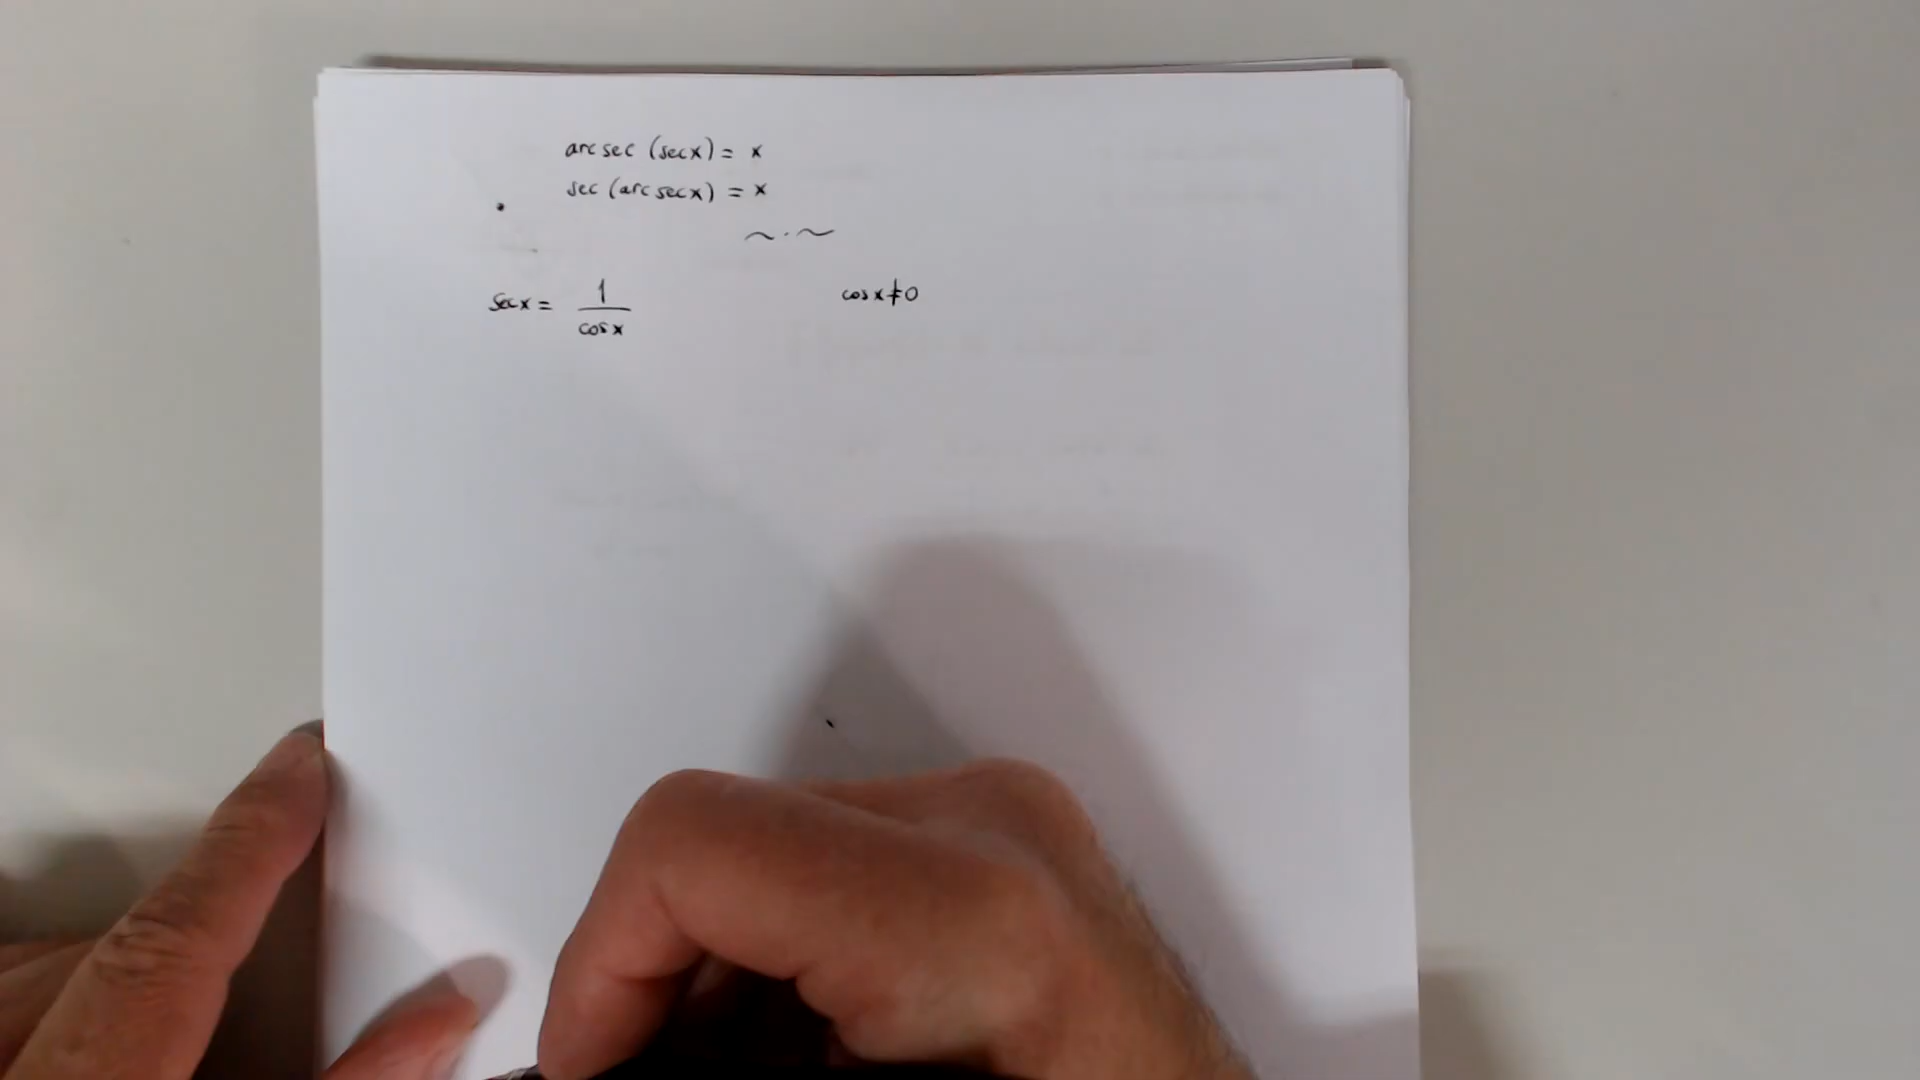 arcsec (secx) = x
sec (arcsecx) = x
~.~
secx = 1/cosx    cosx≠0